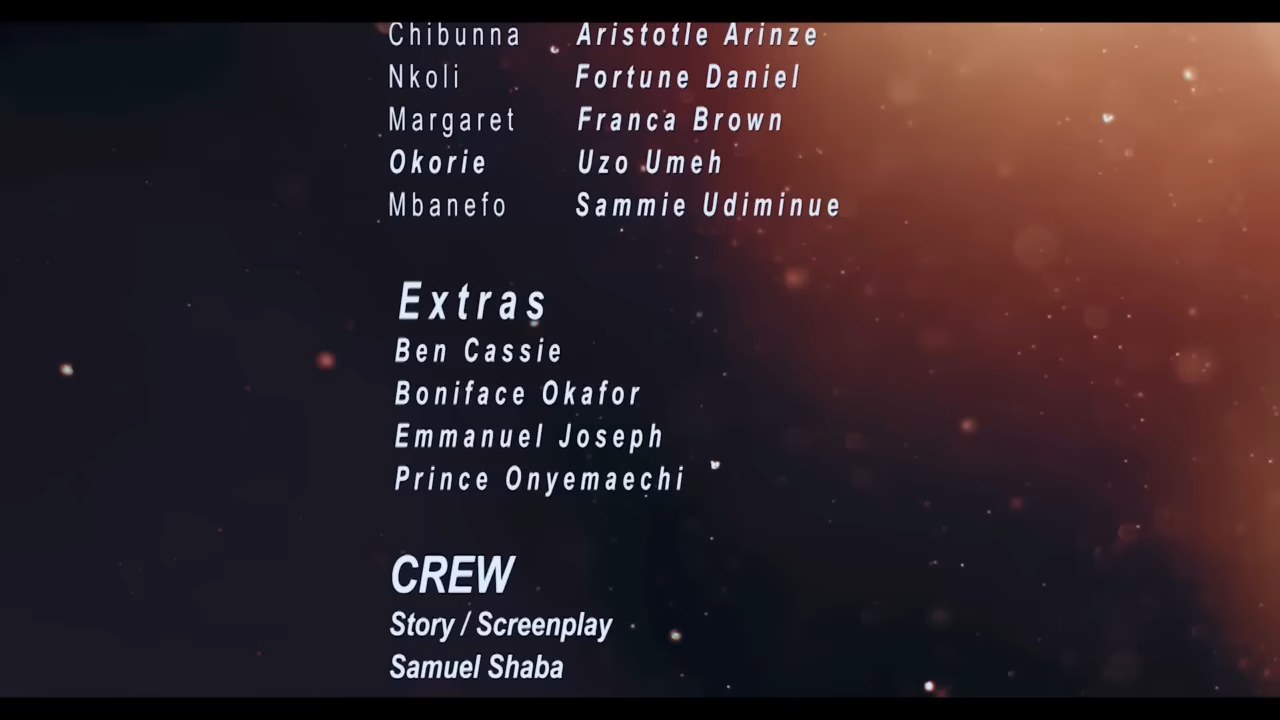 Chibunna Aristotle Arinze
Nkoli Fortune Daniel
Margaret Franca Brown
Okorie Uzo Umeh
Mbanefo Sammie Udiminue
Extras
Ben Cassie
Boniface Okafor
Emmanuel Joseph
Prince Onyemaechi
CREW
Story / Screenplay
Samuel Shaba